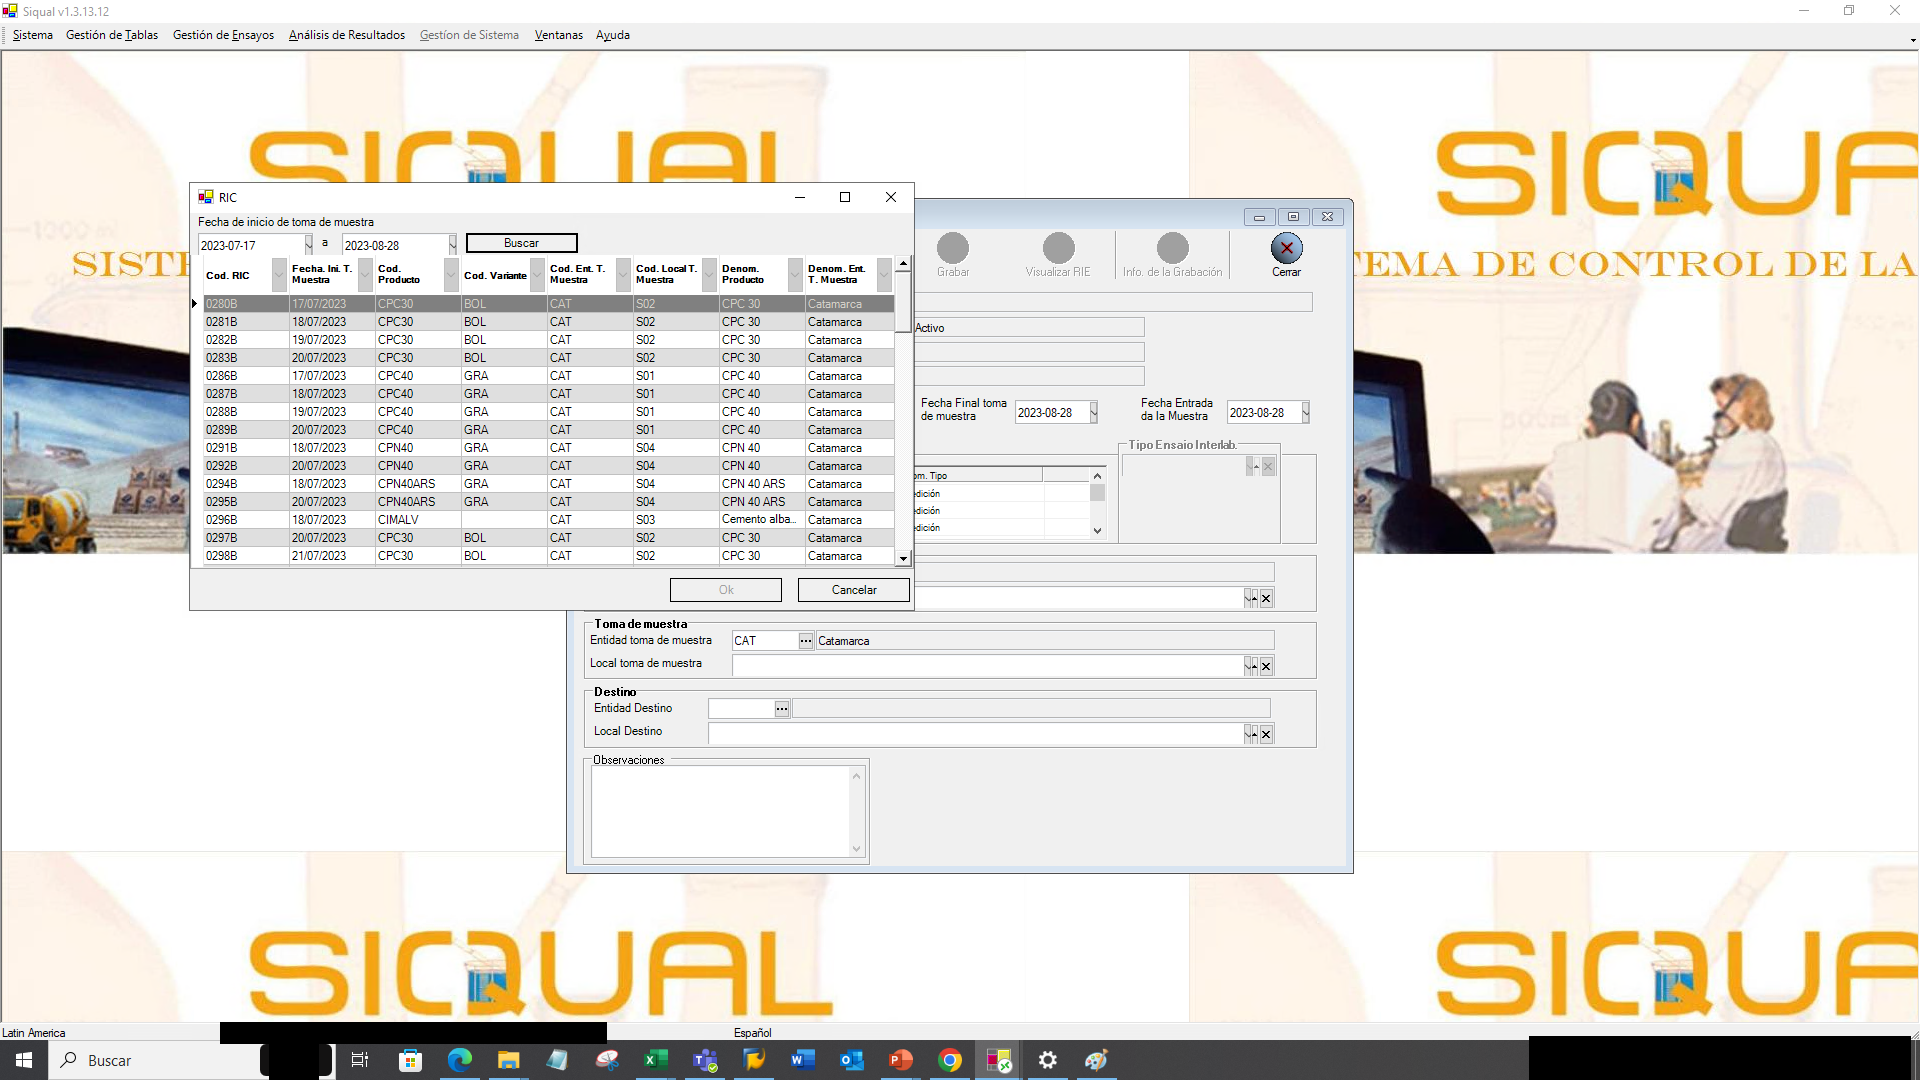 Siqual v1.3.13.12
Sistema Gestión de Tablas Gestión de Ensayos Análisis de Resultados Gestíon de Sistema Ventanas Ayuda
SIQUAL SIQUAL
RIC
Fecha de inicio de toma de muestra
2023-07-17 a 2023-08-28 Buscar
Cod. RIC Fecha. Ini. T. Muestra Cod. Producto Cod. Variante Cod. Ent. T. Muestra Cod. Local T. Muestra Denom. Producto Denom. Ent. T. Muestra
0280B 17/07/2023 CPC30 BOL CAT S02 CPC 30 Catamarca
0281B 18/07/2023 CPC30 BOL CAT S02 CPC 30 Catamarca
0282B 19/07/2023 CPC30 BOL CAT S02 CPC 30 Catamarca
0283B 20/07/2023 CPC30 BOL CAT S02 CPC 30 Catamarca
0286B 17/07/2023 CPC40 GRA CAT S01 CPC 40 Catamarca
0287B 18/07/2023 CPC40 GRA CAT S01 CPC 40 Catamarca
0288B 19/07/2023 CPC40 GRA CAT S01 CPC 40 Catamarca
0289B 20/07/2023 CPC40 GRA CAT S01 CPC 40 Catamarca
0291B 18/07/2023 CPN40 GRA CAT S04 CPN 40 Catamarca
0292B 20/07/2023 CPN40 GRA CAT S04 CPN 40 Catamarca
0294B 18/07/2023 CPN40ARS GRA CAT S04 CPN 40 ARS Catamarca
0295B 20/07/2023 CPN40ARS GRA CAT S04 CPN 40 ARS Catamarca
0296B 18/07/2023 CIMALV CAT S03 Cemento alba... Catamarca
0297B 20/07/2023 CPC30 BOL CAT S02 CPC 30 Catamarca
0298B 21/07/2023 CPC30 BOL CAT S02 CPC 30 Catamarca
Ok Cancelar
SISTE
TEMA DE CONTROL DE LA
Grabar Visualizar RIE Info. de la Grabación Cerrar
Activo
Fecha Final toma de muestra 2023-08-28 Fecha Entrada da la Muestra 2023-08-28
Tipo Ensaio Interlab.
om. Tipo
edición
edición
edición
Toma de muestra
Entidad toma de muestra CAT ... Catamarca
Local toma de muestra
Destino
Entidad Destino ...
Local Destino
Observaciones
SIQUAL SIQUA
Latin America Español
Buscar